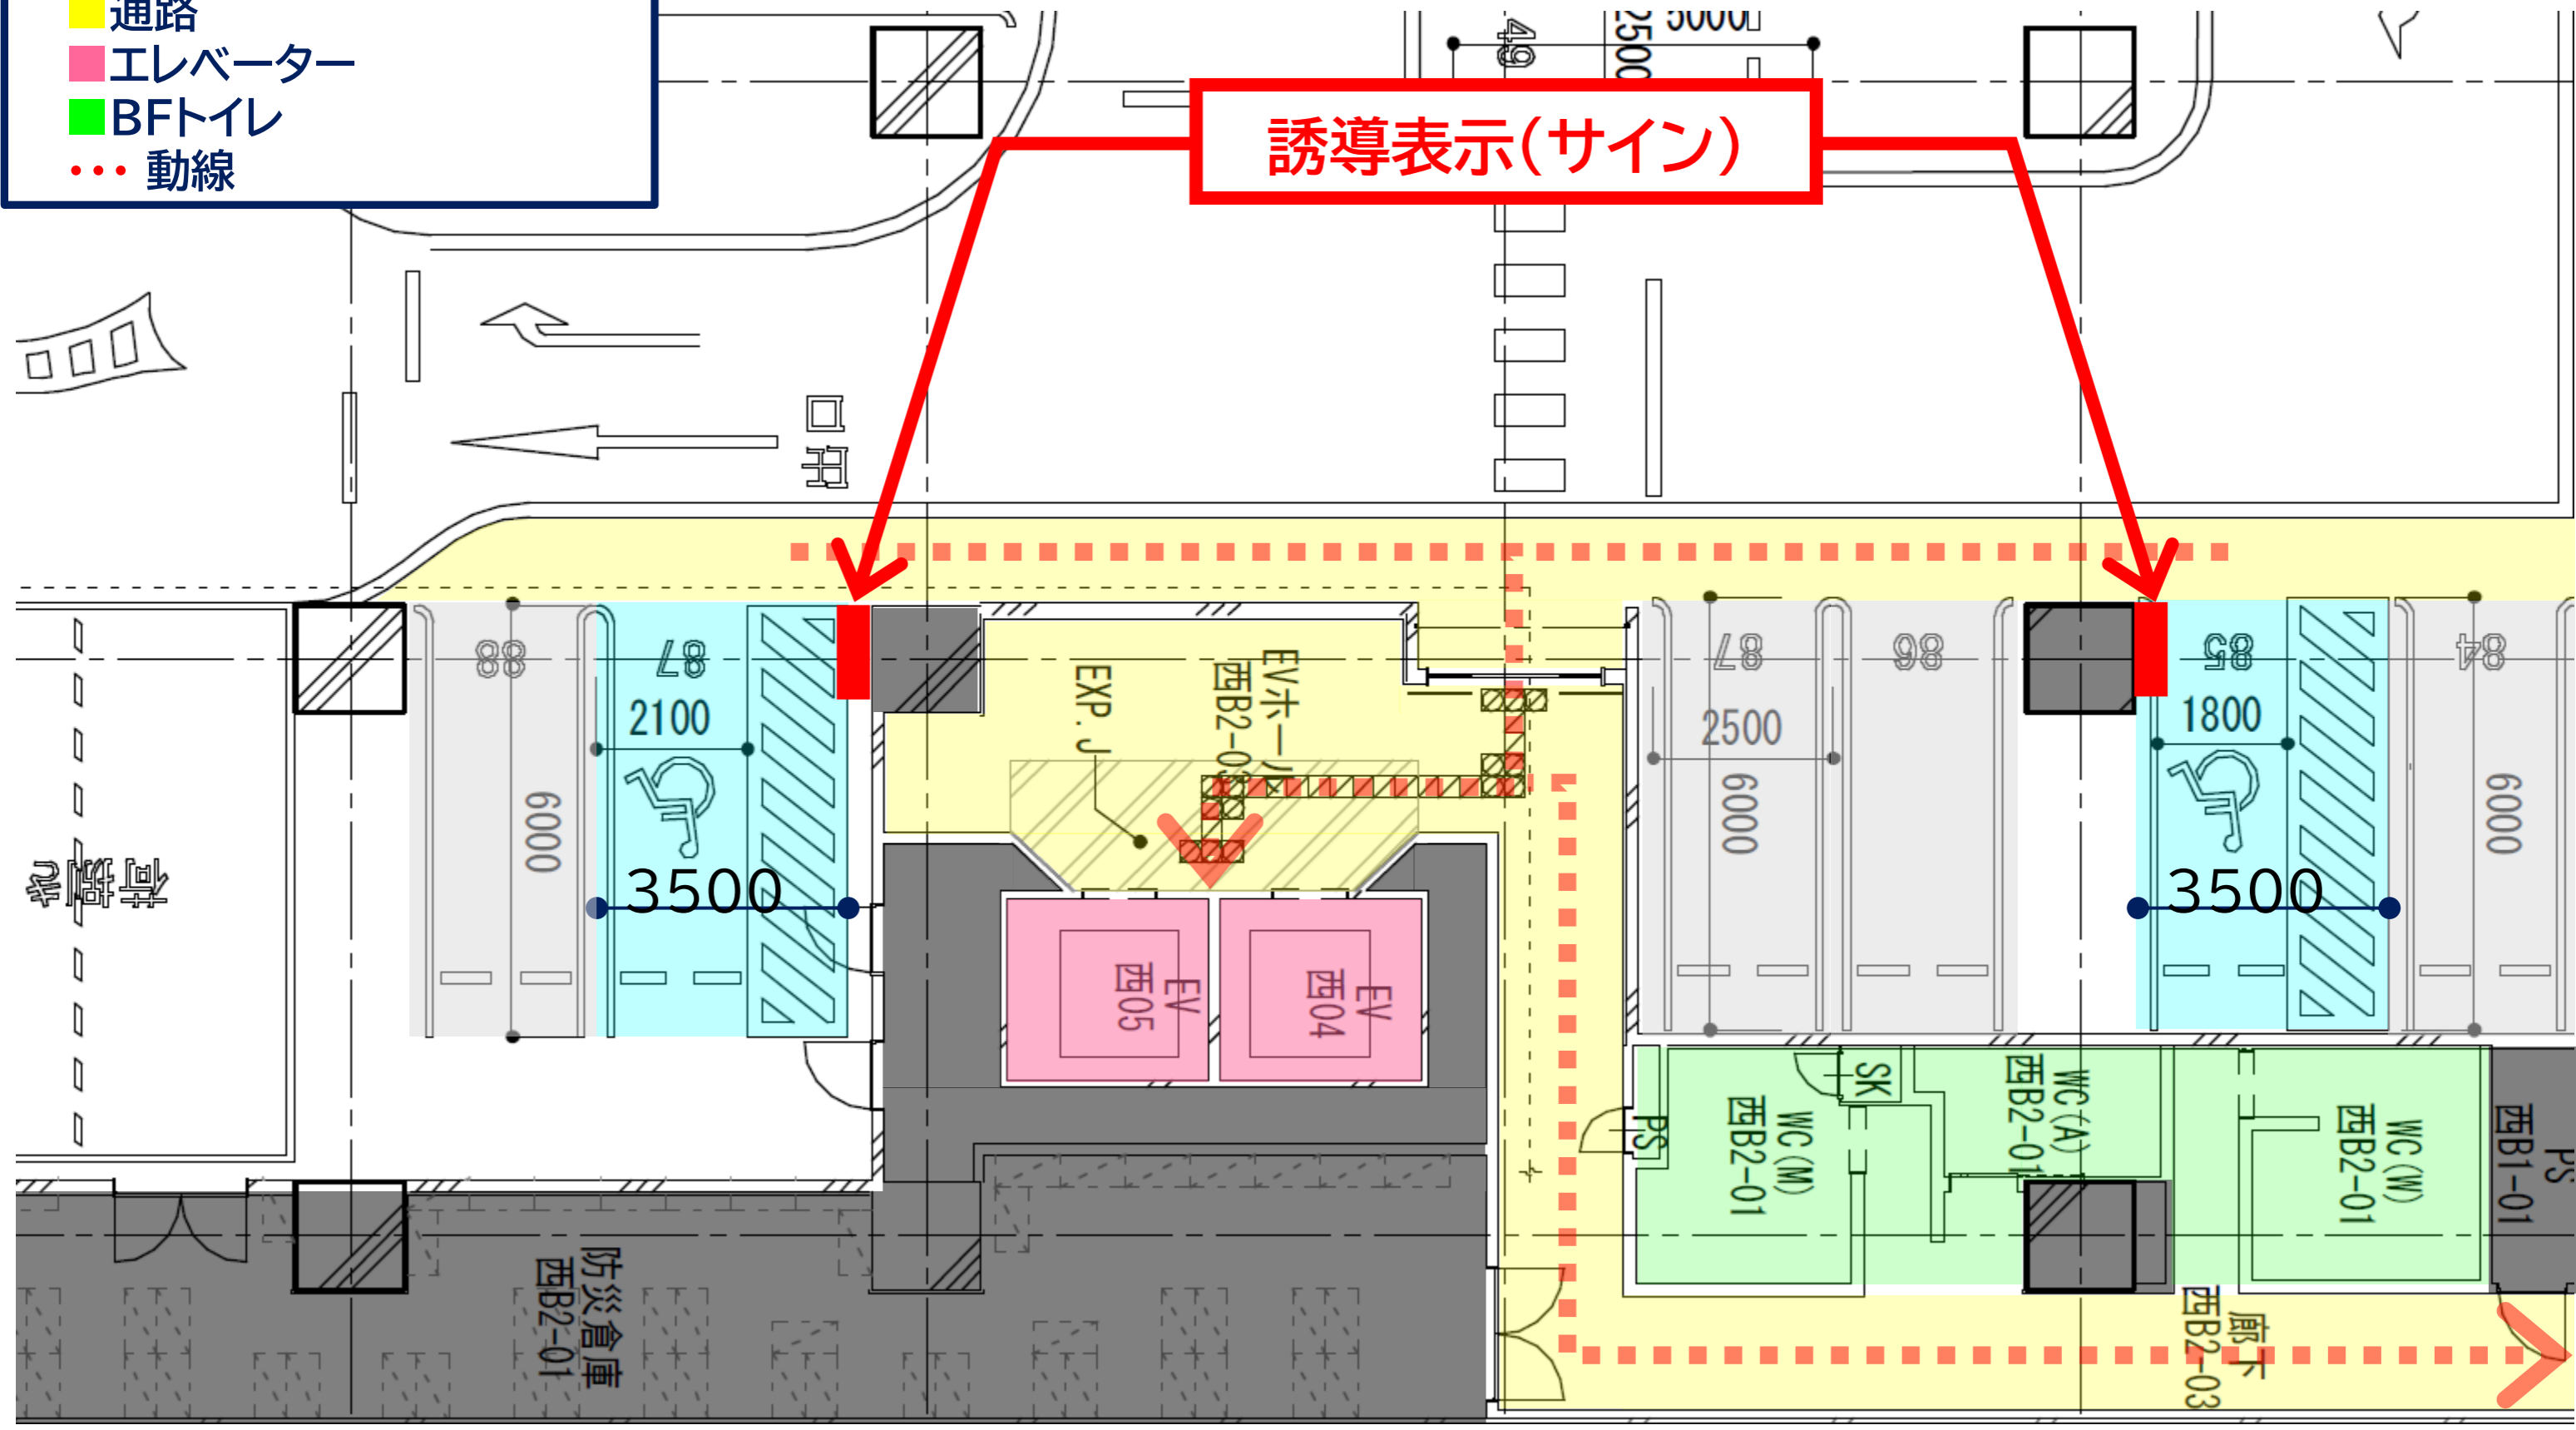 通路
エレベーター
BFトイレ
••• 動線
49
2500
5000
誘導表示(サイン)
出口
88
87
2100
6000
3500
荷捌き
EXP.J
EVホール
西B2-03
EV
西05
EV
西04
87
86
2500
6000
85
1800
3500
84
6000
PS
WC(M)
西B2-01
SK
WC(A)
西B2-01
WC(W)
西B2-01
PS
西B1-01
防災倉庫
西B2-01
廊下
西B2-03